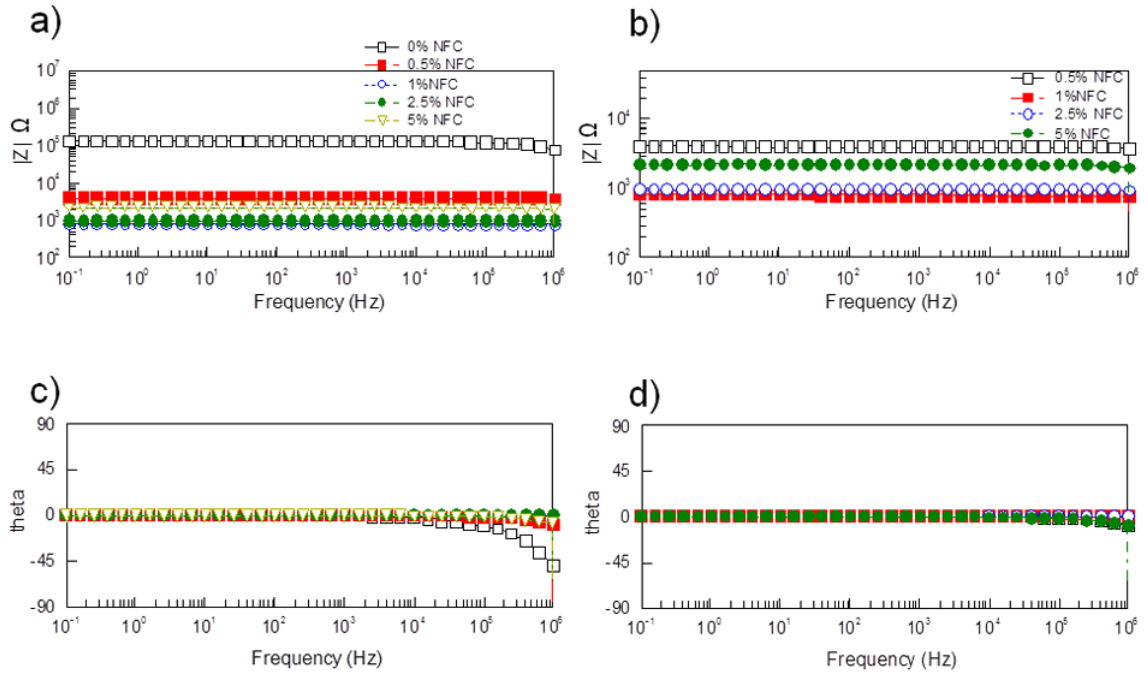 a)
0% NFC
0.5% NFC
1%NFC
2.5% NFC
5% NFC
10⁷
10⁶
10⁵
10⁴
10³
10²
|Z| Ω
10⁻¹ 10⁰ 10¹ 10² 10³ 10⁴ 10⁵ 10⁶
Frequency (Hz)
b)
0.5% NFC
1%NFC
2.5% NFC
5% NFC
10⁴
10³
10²
|Z| Ω
10⁻¹ 10⁰ 10¹ 10² 10³ 10⁴ 10⁵ 10⁶
Frequency (Hz)
c)
90
45
0
-45
-90
theta
10⁻¹ 10⁰ 10¹ 10² 10³ 10⁴ 10⁵ 10⁶
Frequency (Hz)
d)
90
45
0
-45
-90
theta
10⁻¹ 10⁰ 10¹ 10² 10³ 10⁴ 10⁵ 10⁶
Frequency (Hz)